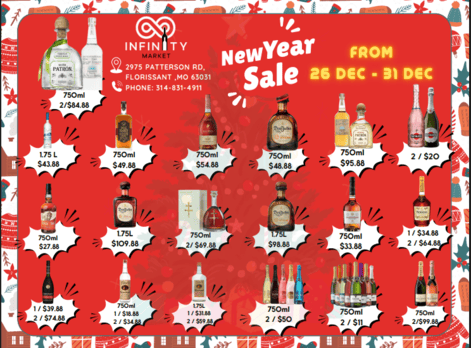 INFINITY
MARKET
2975 PATTERSON RD,
FLORISSANT ,MO 63031
PHONE: 314-831-4911
New Year
Sale
FROM
26 DEC - 31 DEC
PATRÓN
750ml
2/$84.88
1.75 L
$43.88
750ml
$49.88
750ml
$54.88
750ml
$48.88
750ml
$95.88
2 / $20
750ml
$27.88
1.75L
$109.88
750ml
2/ $69.88
1.75L
$98.88
750ml
$33.88
1 / $34.88
2 / $64.88
1 / $39.88
2 / $74.88
750ml
1 / $18.88
2 / $34.88
1.75L
1 / $31.88
2 / $59.88
750ml
2 / $50
750ml
2 / $11
750ml
2/$99.88